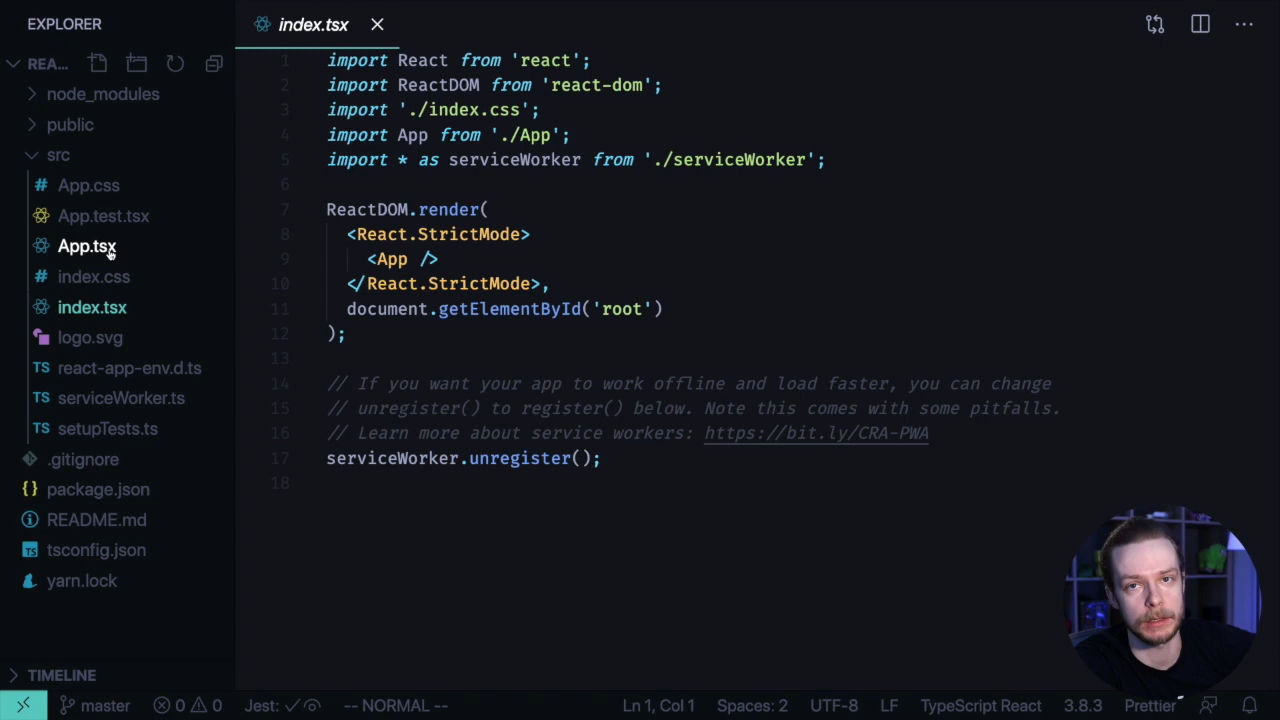 EXPLORER
REA...
node_modules
public
src
# App.css
App.test.tsx
App.tsx
# index.css
index.tsx
logo.svg
TS react-app-env.d.ts
TS serviceWorker.ts
TS setupTests.ts
.gitignore
{} package.json
README.md
TS tsconfig.json
yarn.lock
TIMELINE
index.tsx
1 import React from 'react';
2 import ReactDOM from 'react-dom';
3 import './index.css';
4 import App from './App';
5 import * as serviceWorker from './serviceWorker';
6
7 ReactDOM.render(
8 <React.StrictMode>
9 <App />
10 </React.StrictMode>,
11 document.getElementById('root')
12 );
13
14 // If you want your app to work offline and load faster, you can change
15 // unregister() to register() below. Note this comes with some pitfalls.
16 // Learn more about service workers: https://bit.ly/CRA-PWA
17 serviceWorker.unregister();
18
master 0 0 Jest: -- NORMAL -- Ln 1, Col 1 Spaces: 2 UTF-8 LF TypeScript React 3.8.3 Prettier